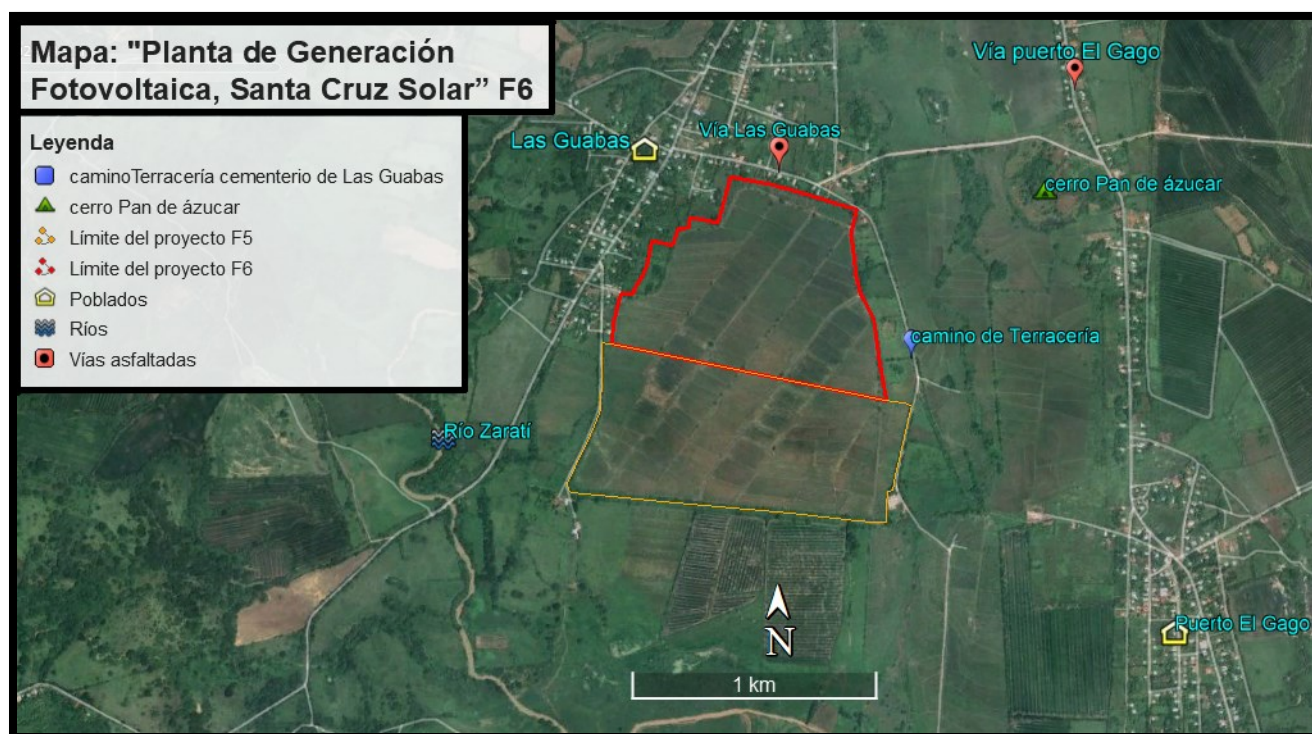 Mapa: "Planta de Generación
Fotovoltaica, Santa Cruz Solar” F6
Leyenda
caminoTerracería cementerio de Las Guabas
cerro Pan de ázucar
Límite del proyecto F5
Límite del proyecto F6
Poblados
Ríos
Vías asfaltadas
Vía puerto El Gago
Vía Las Guabas
Las Guabas
cerro Pan de ázucar
camino de Terracería
Río Zaratí
Puerto El Gago
N
1 km